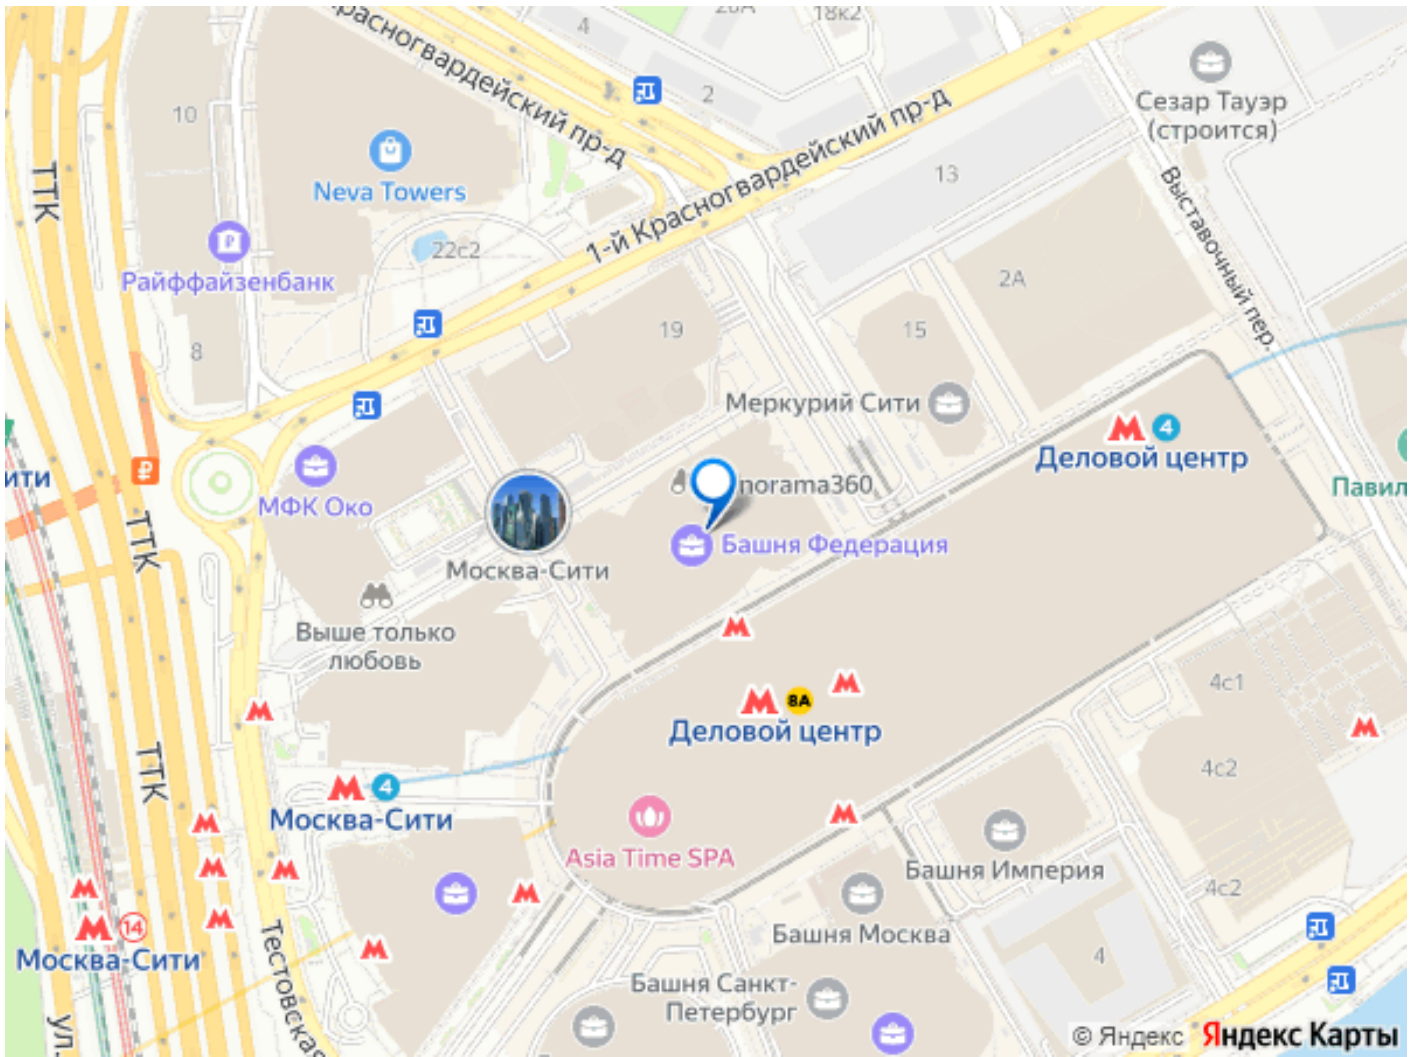 28А
18к2
4
Красногвардейский пр-д
2
10
Neva Towers
1-й Красногвардейский пр-д
Сезар Тауэр
(строится)
13
ТТК
Выставочный пер.
22с2
Райффайзенбанк
2А
19
15
8
Меркурий Сити
4
Деловой центр
₽
МФК Око
norama360
Павил
Башня Федерация
ТТК
Москва-Сити
Выше только
любовь
4с1
8А
Деловой центр
4с2
ТТК
4
Москва-Сити
Asia Time SPA
Башня Империя
4с2
14
Москва-Сити
Башня Москва
4
Тестовская
Башня Санкт-
Петербург
ул.
© Яндекс Яндекс Карты